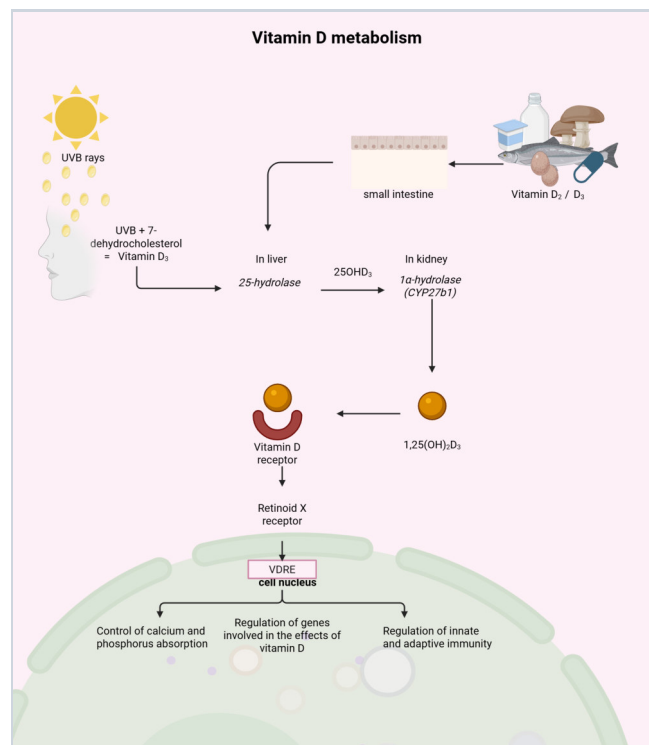 Vitamin D metabolism
UVB rays
small intestine
Vitamin D₂ / D₃
UVB + 7-
dehydrocholesterol
= Vitamin D₃
In liver
25-hydrolase
25OHD₃
In kidney
1α-hydrolase
(CYP27b1)
Vitamin D
receptor
1,25(OH)₂D₃
Retinoid X
receptor
VDRE
cell nucleus
Control of calcium and
phosphorus absorption
Regulation of genes
involved in the effects of
vitamin D
Regulation of innate
and adaptive immunity